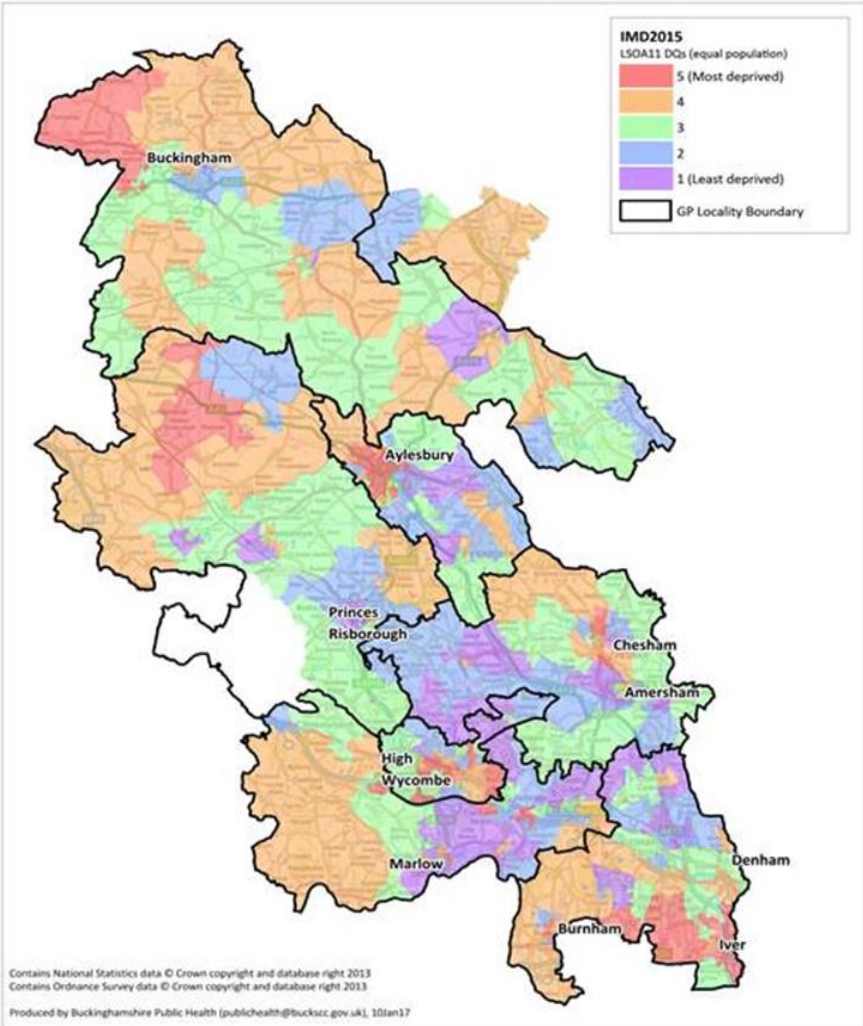 IMD2015
LSOA11 DQs (equal population)
5 (Most deprived)
4
3
2
1 (Least deprived)
GP Locality Boundary
Buckingham
Aylesbury
Princes
Risborough
Chesham
Amersham
High
Wycombe
Marlow
Denham
Burnham
Iver
Contains National Statistics data © Crown copyright and database right 2013
Contains Ordnance Survey data © Crown copyright and database right 2013
Produced by Buckinghamshire Public Health (publichealth@buckscc.gov.uk), 10Jan17